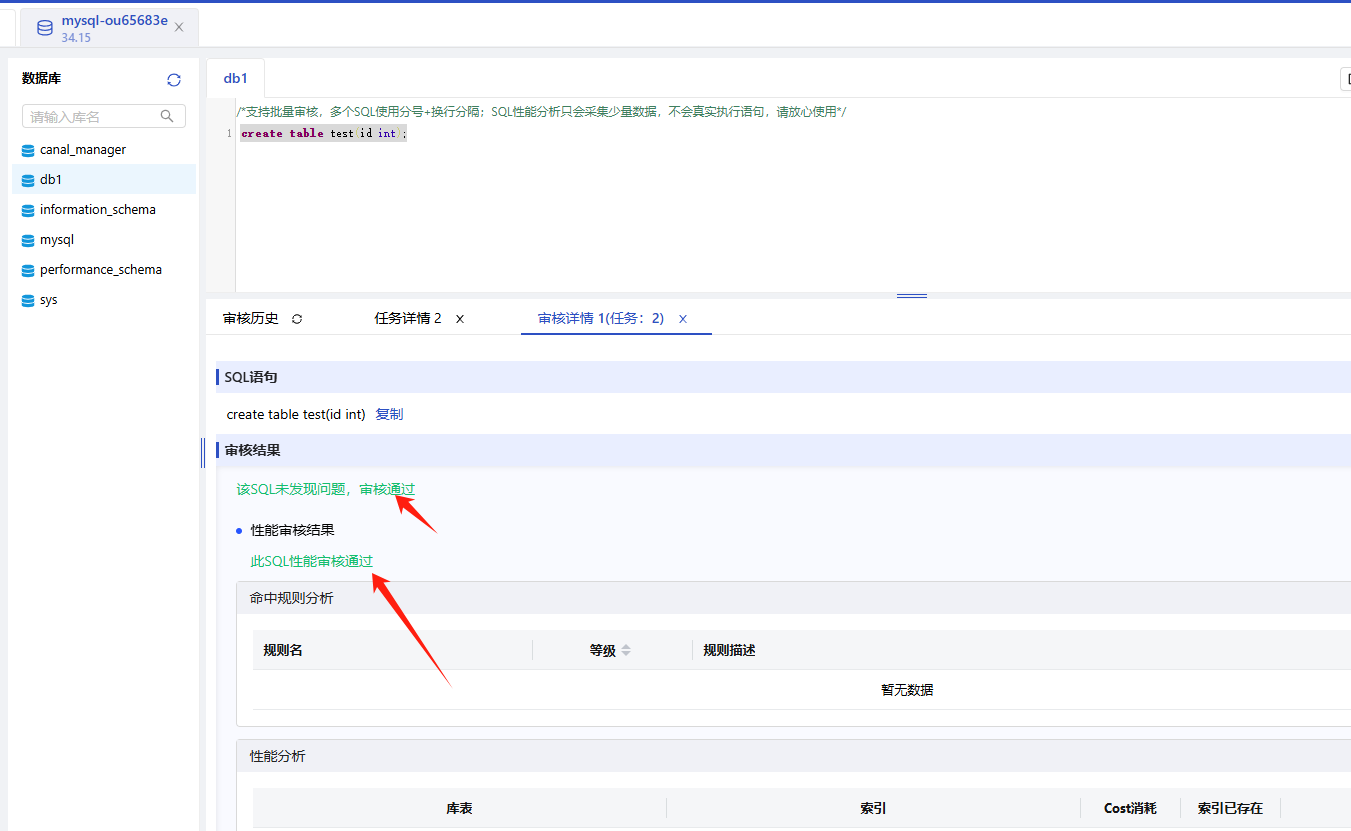 mysql-ou65683e
34.15
数据库
请输入库名
canal_manager
db1
information_schema
mysql
performance_schema
sys
db1
/*支持批量审核，多个SQL使用分号+换行分隔；SQL性能分析只会采集少量数据，不会真实执行语句，请放心使用*/
1 create table test(id int);
审核历史 任务详情 2 x 审核详情 1(任务：2) x
SQL语句
create table test(id int) 复制
审核结果
该SQL未发现问题，审核通过
性能审核结果
此SQL性能审核通过
命中规则分析
规则名 等级 规则描述
暂无数据
性能分析
库表 索引 Cost消耗 索引已存在